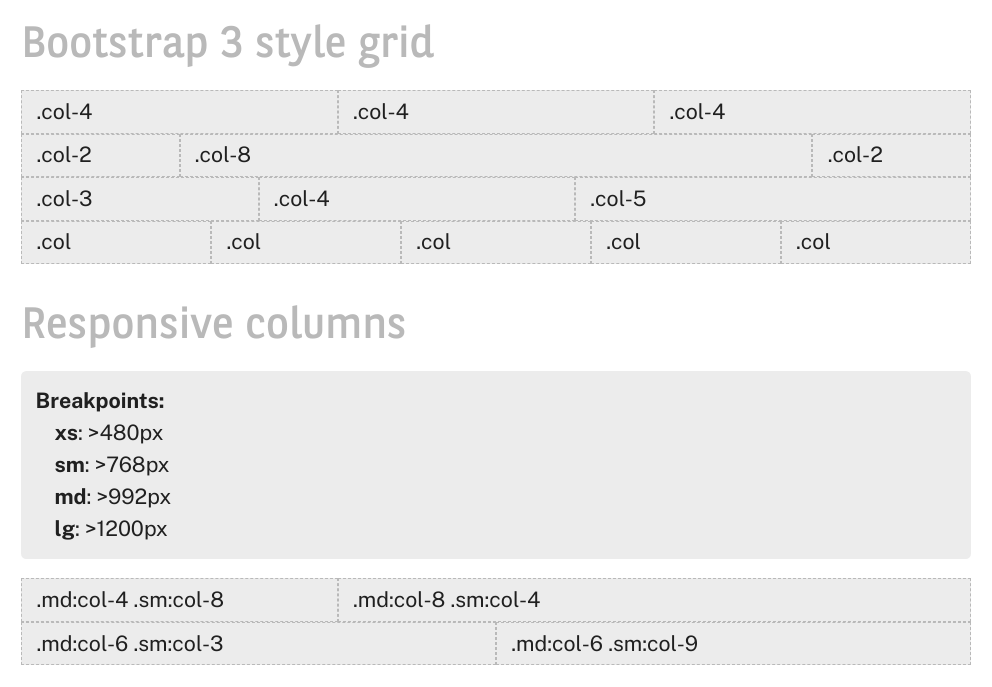 Bootstrap 3 style grid
.col-4 .col-4 .col-4
.col-2 .col-8 .col-2
.col-3 .col-4 .col-5
.col .col .col .col .col
Responsive columns
Breakpoints:
xs: >480px
sm: >768px
md: >992px
lg: >1200px
.md:col-4 .sm:col-8 .md:col-8 .sm:col-4
.md:col-6 .sm:col-3 .md:col-6 .sm:col-9